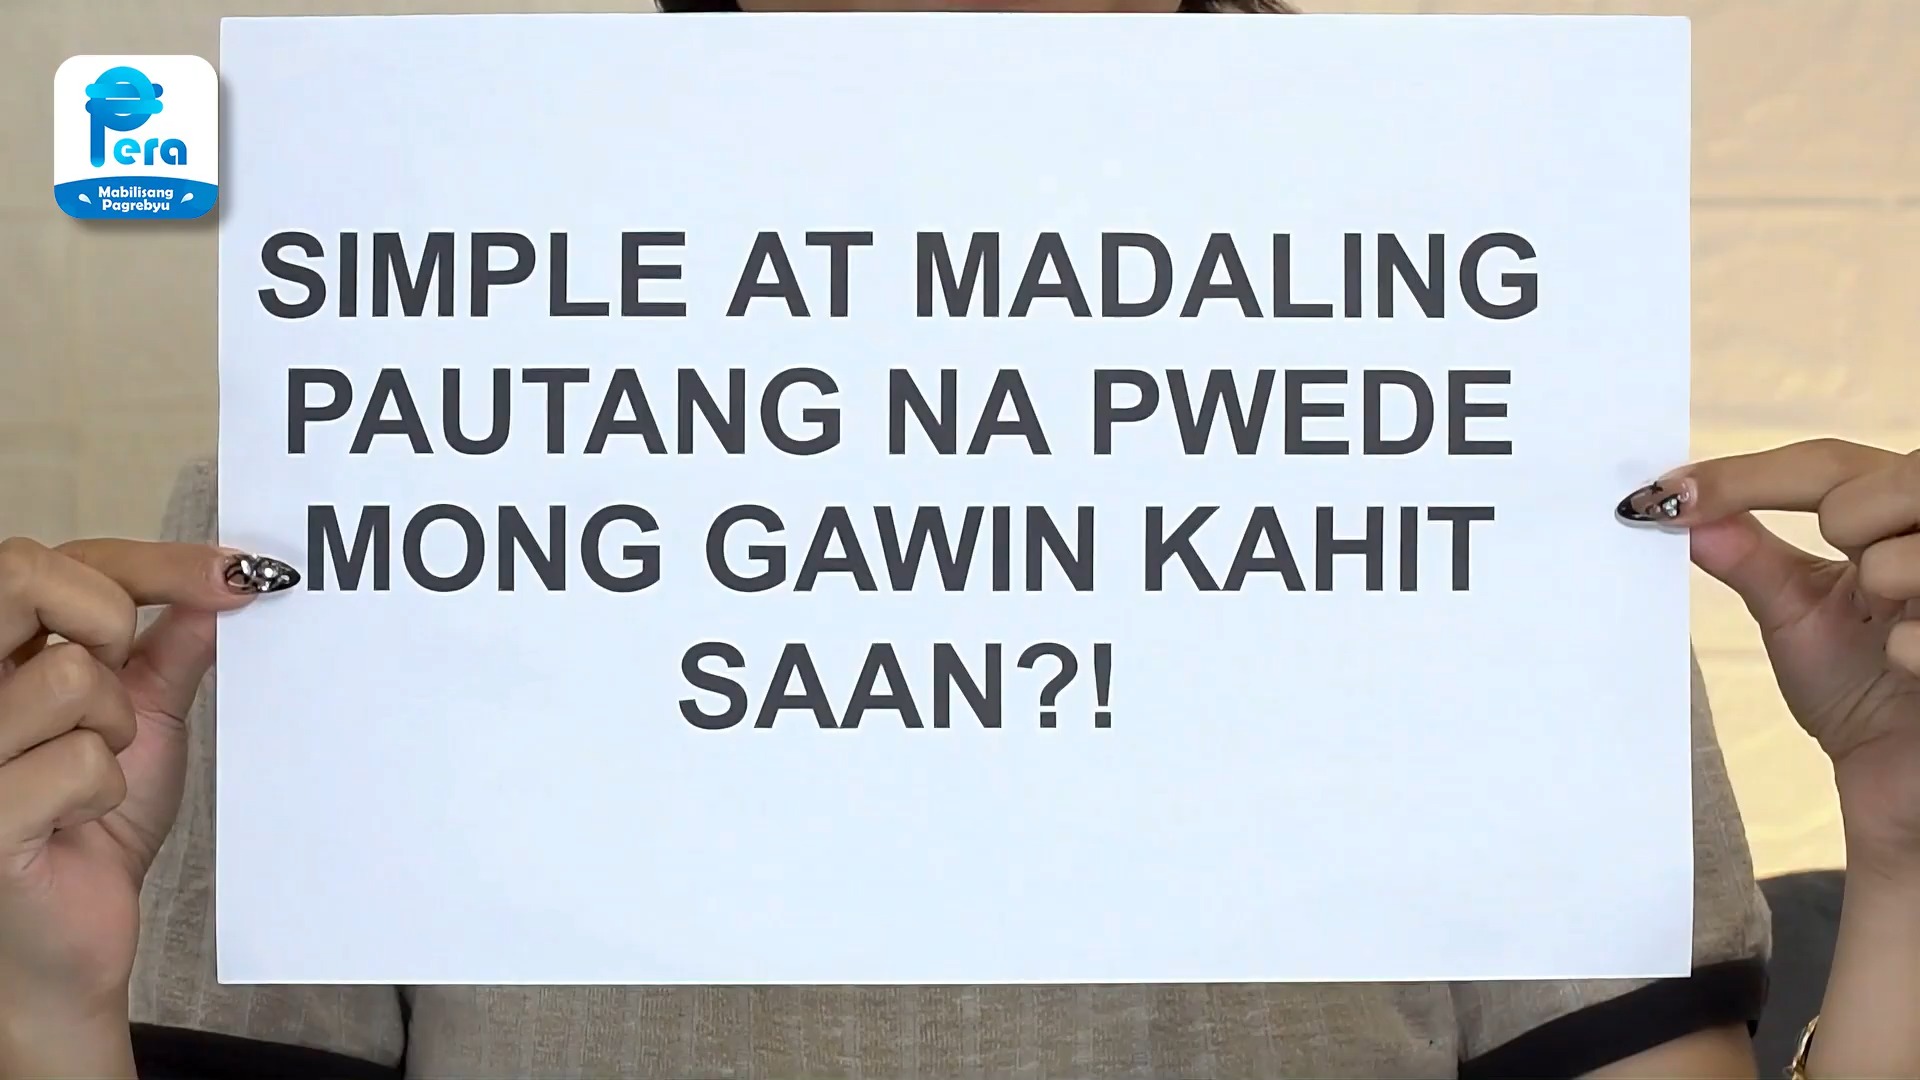 Pera
Mabilisang
Pagrebyu
SIMPLE AT MADALING
PAUTANG NA PWEDE
MONG GAWIN KAHIT
SAAN?!